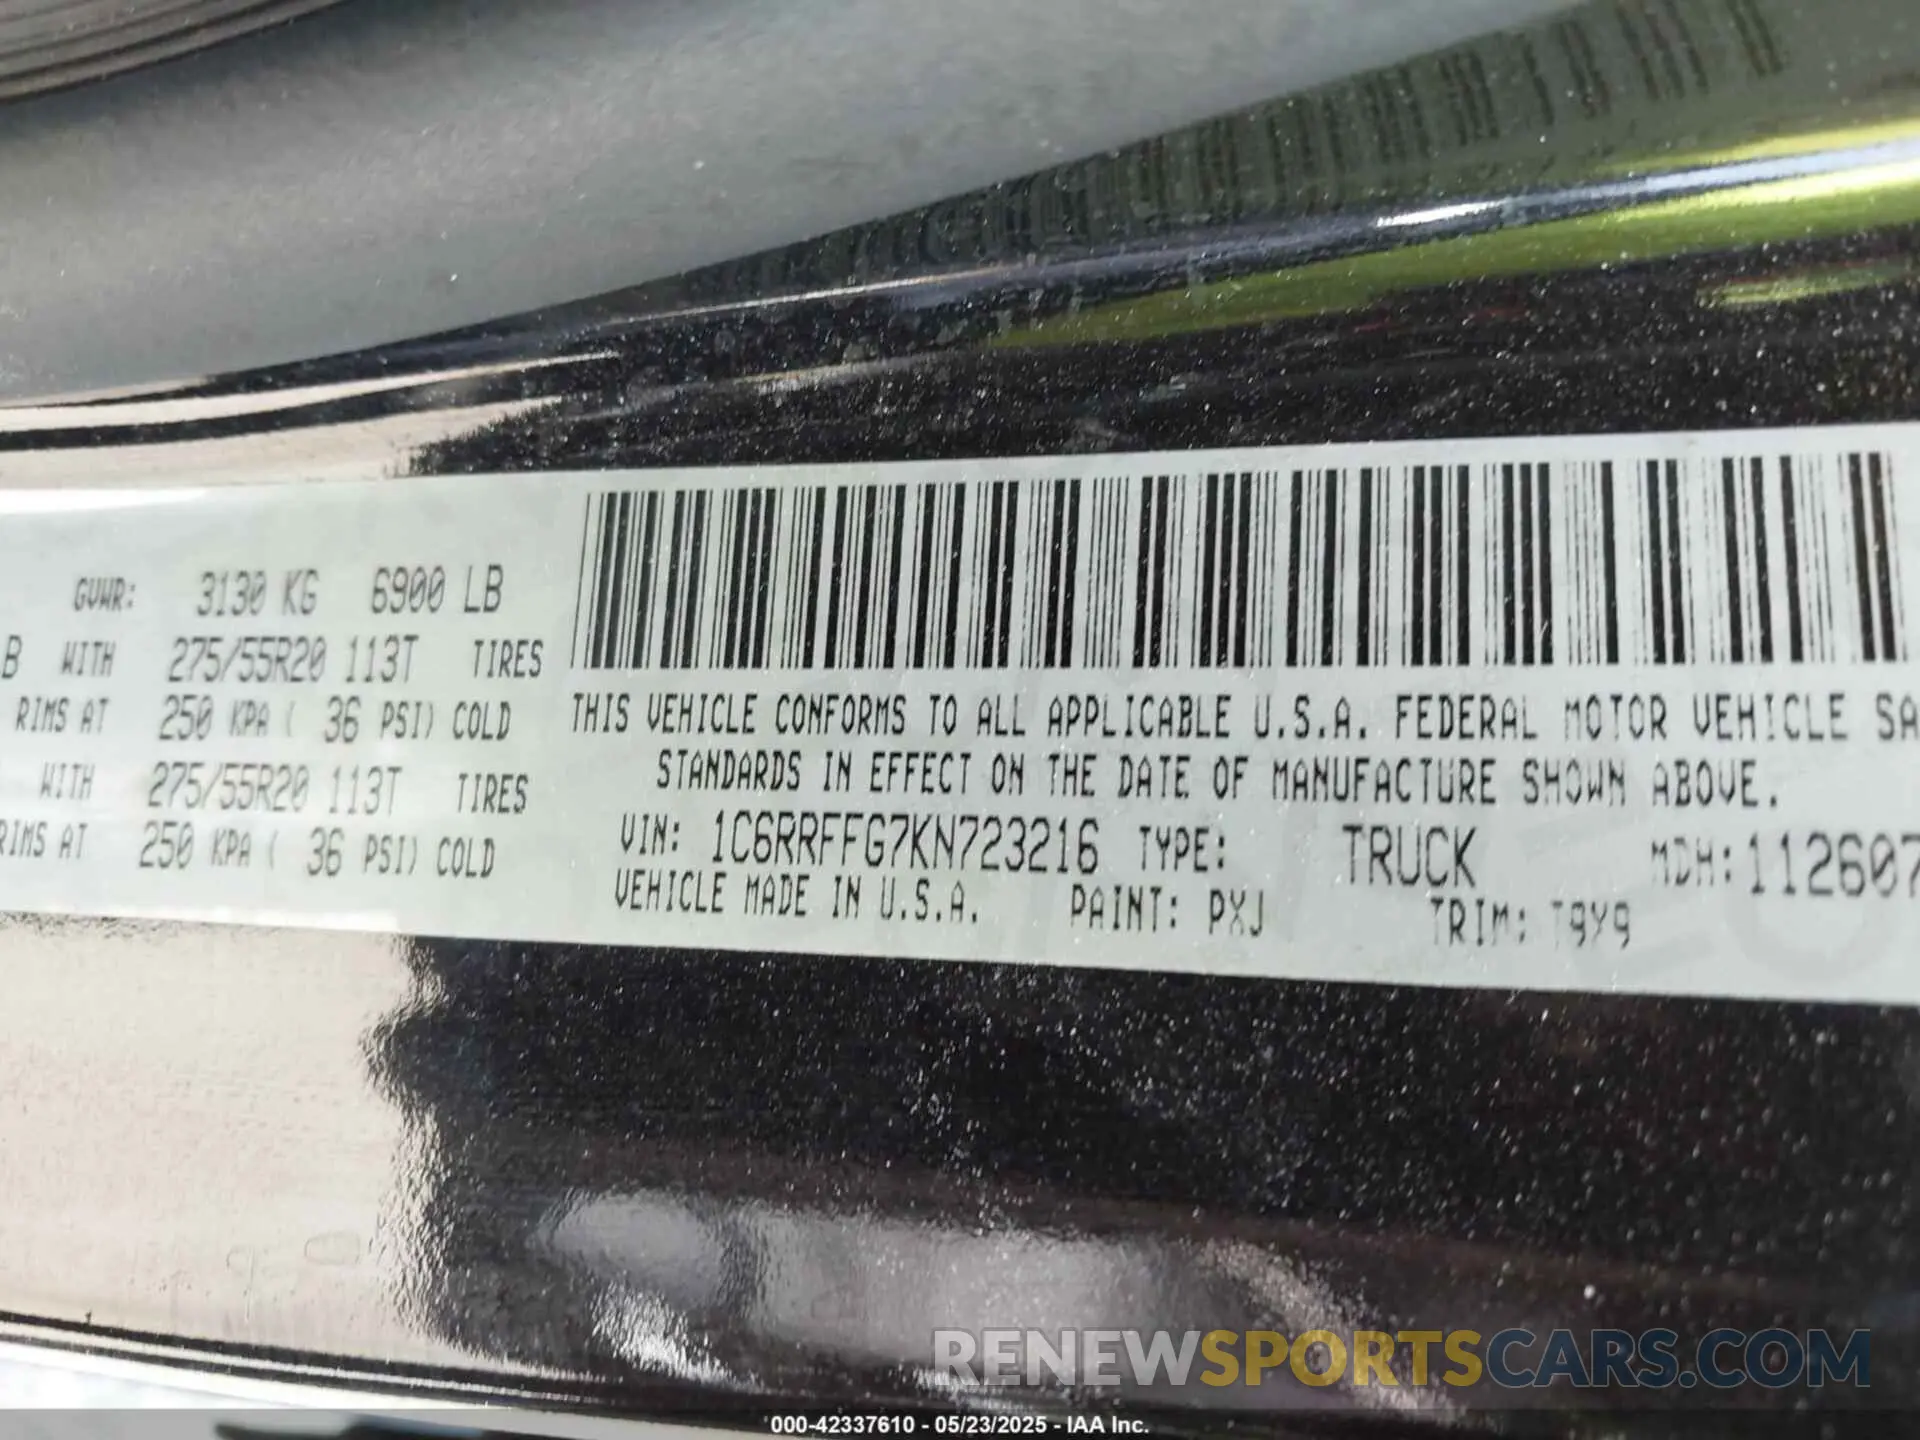 GVWR: 3130 KG 6900 LB
B WITH 275/55R20 113T TIRES
RIMS AT 250 KPA ( 36 PSI) COLD
WITH 275/55R20 113T TIRES
RIMS AT 250 KPA ( 36 PSI) COLD
THIS VEHICLE CONFORMS TO ALL APPLICABLE U.S.A. FEDERAL MOTOR VEHICLE SA
STANDARDS IN EFFECT ON THE DATE OF MANUFACTURE SHOWN ABOVE.
VIN: 1C6RRFFG7KN723216 TYPE: TRUCK MDH: 112607
VEHICLE MADE IN U.S.A. PAINT: PXJ TRIM: T9Y9
RENEWSPORTSCARS.COM
000-42337610 - 05/23/2025 - IAA Inc.